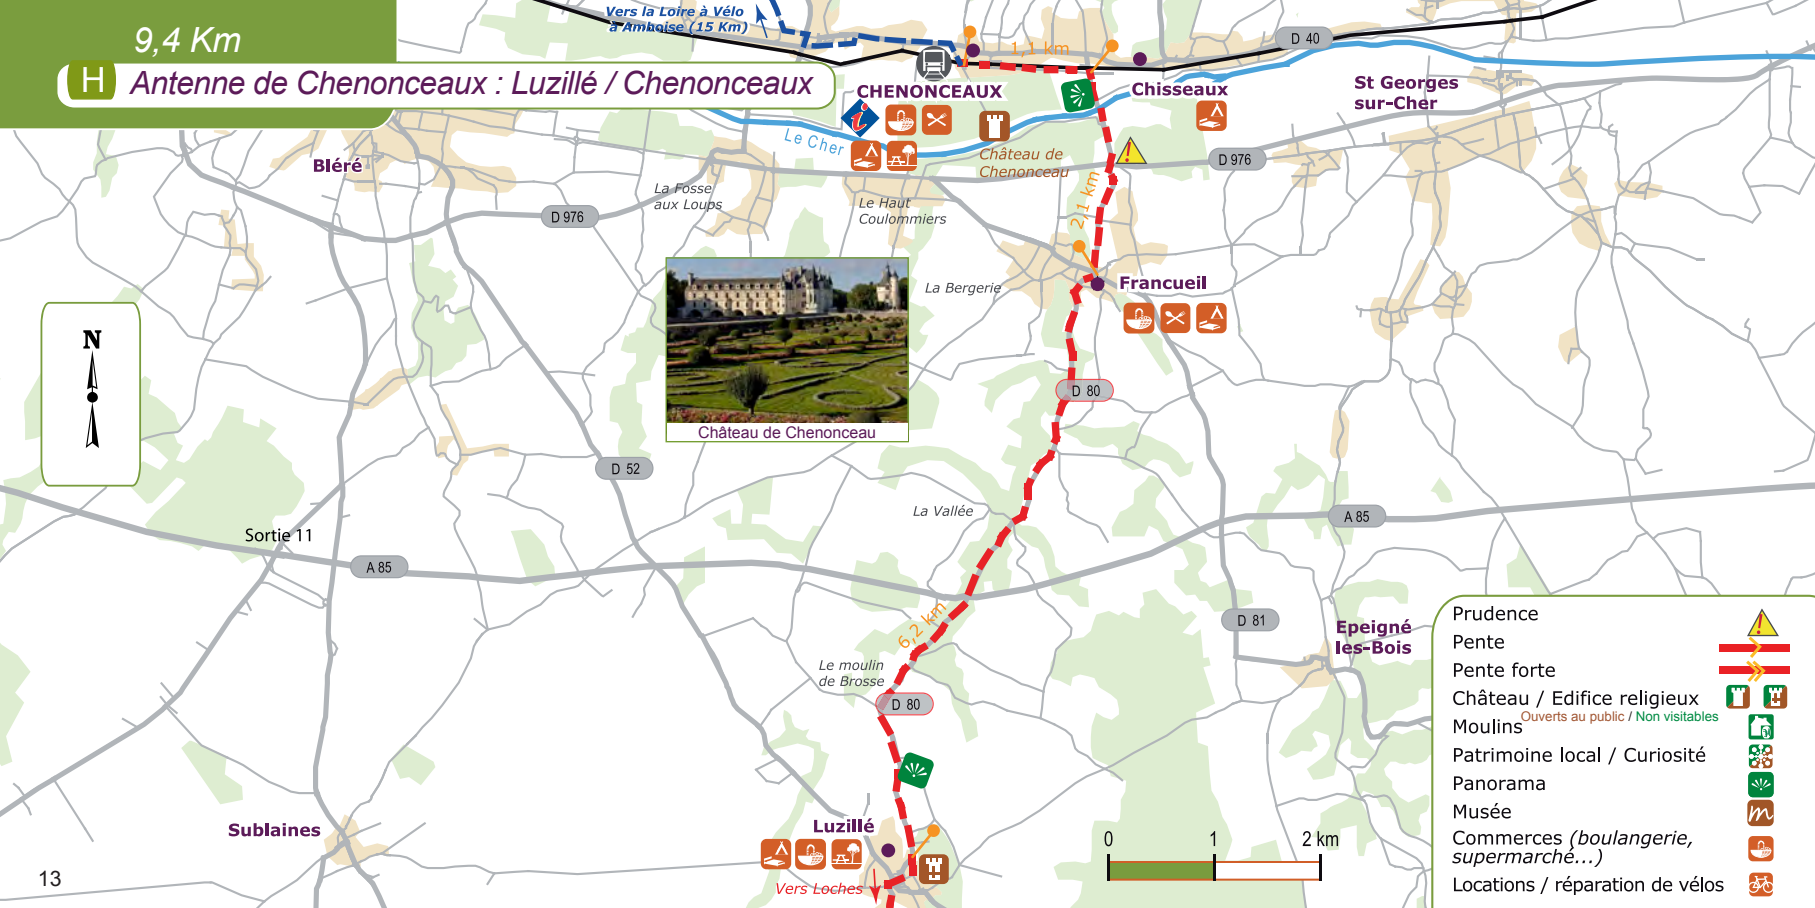 9,4 Km
H Antenne de Chenonceaux : Luzillé / Chenonceaux
Vers la Loire à Vélo
à Amboise (15 Km)
1,1 km
D 40
CHENONCEAUX
Chisseaux
St Georges
sur-Cher
i
Le Cher
Château de
Chenonceau
!
D 976
Bléré
La Fosse
aux Loups
Le Haut
Coulommiers
2,1 km
D 976
La Bergerie
Francueil
N
D 80
Château de Chenonceau
D 52
La Vallée
A 85
Sortie 11
A 85
6,2 km
D 81
Epeigné
les-Bois
Le moulin
de Brosse
D 80
Luzillé
Sublaines
Vers Loches
0 1 2 km
13
Prudence
!
Pente
Pente forte
Château / Edifice religieux
Ouverts au public / Non visitables
Moulins
Patrimoine local / Curiosité
Panorama
Musée
m
Commerces (boulangerie,
supermarché...)
Locations / réparation de vélos